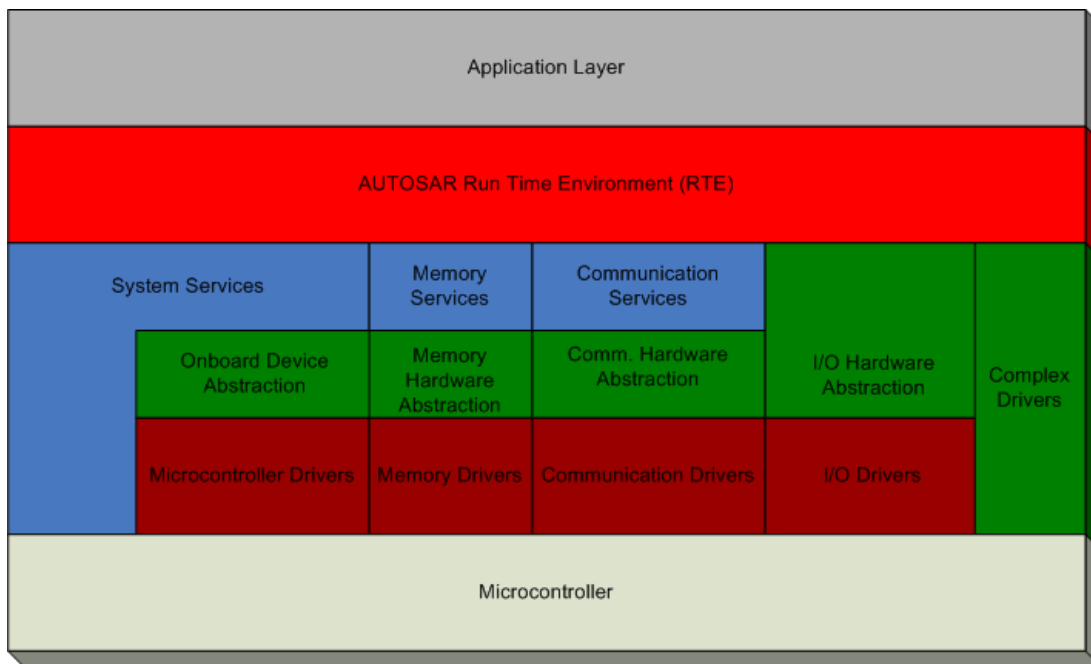 Application Layer
AUTOSAR Run Time Environment (RTE)
System Services
Memory
Services
Communication
Services
Onboard Device
Abstraction
Memory
Hardware
Abstraction
Comm. Hardware
Abstraction
I/O Hardware
Abstraction
Complex
Drivers
Microcontroller Drivers
Memory Drivers
Communication Drivers
I/O Drivers
Microcontroller